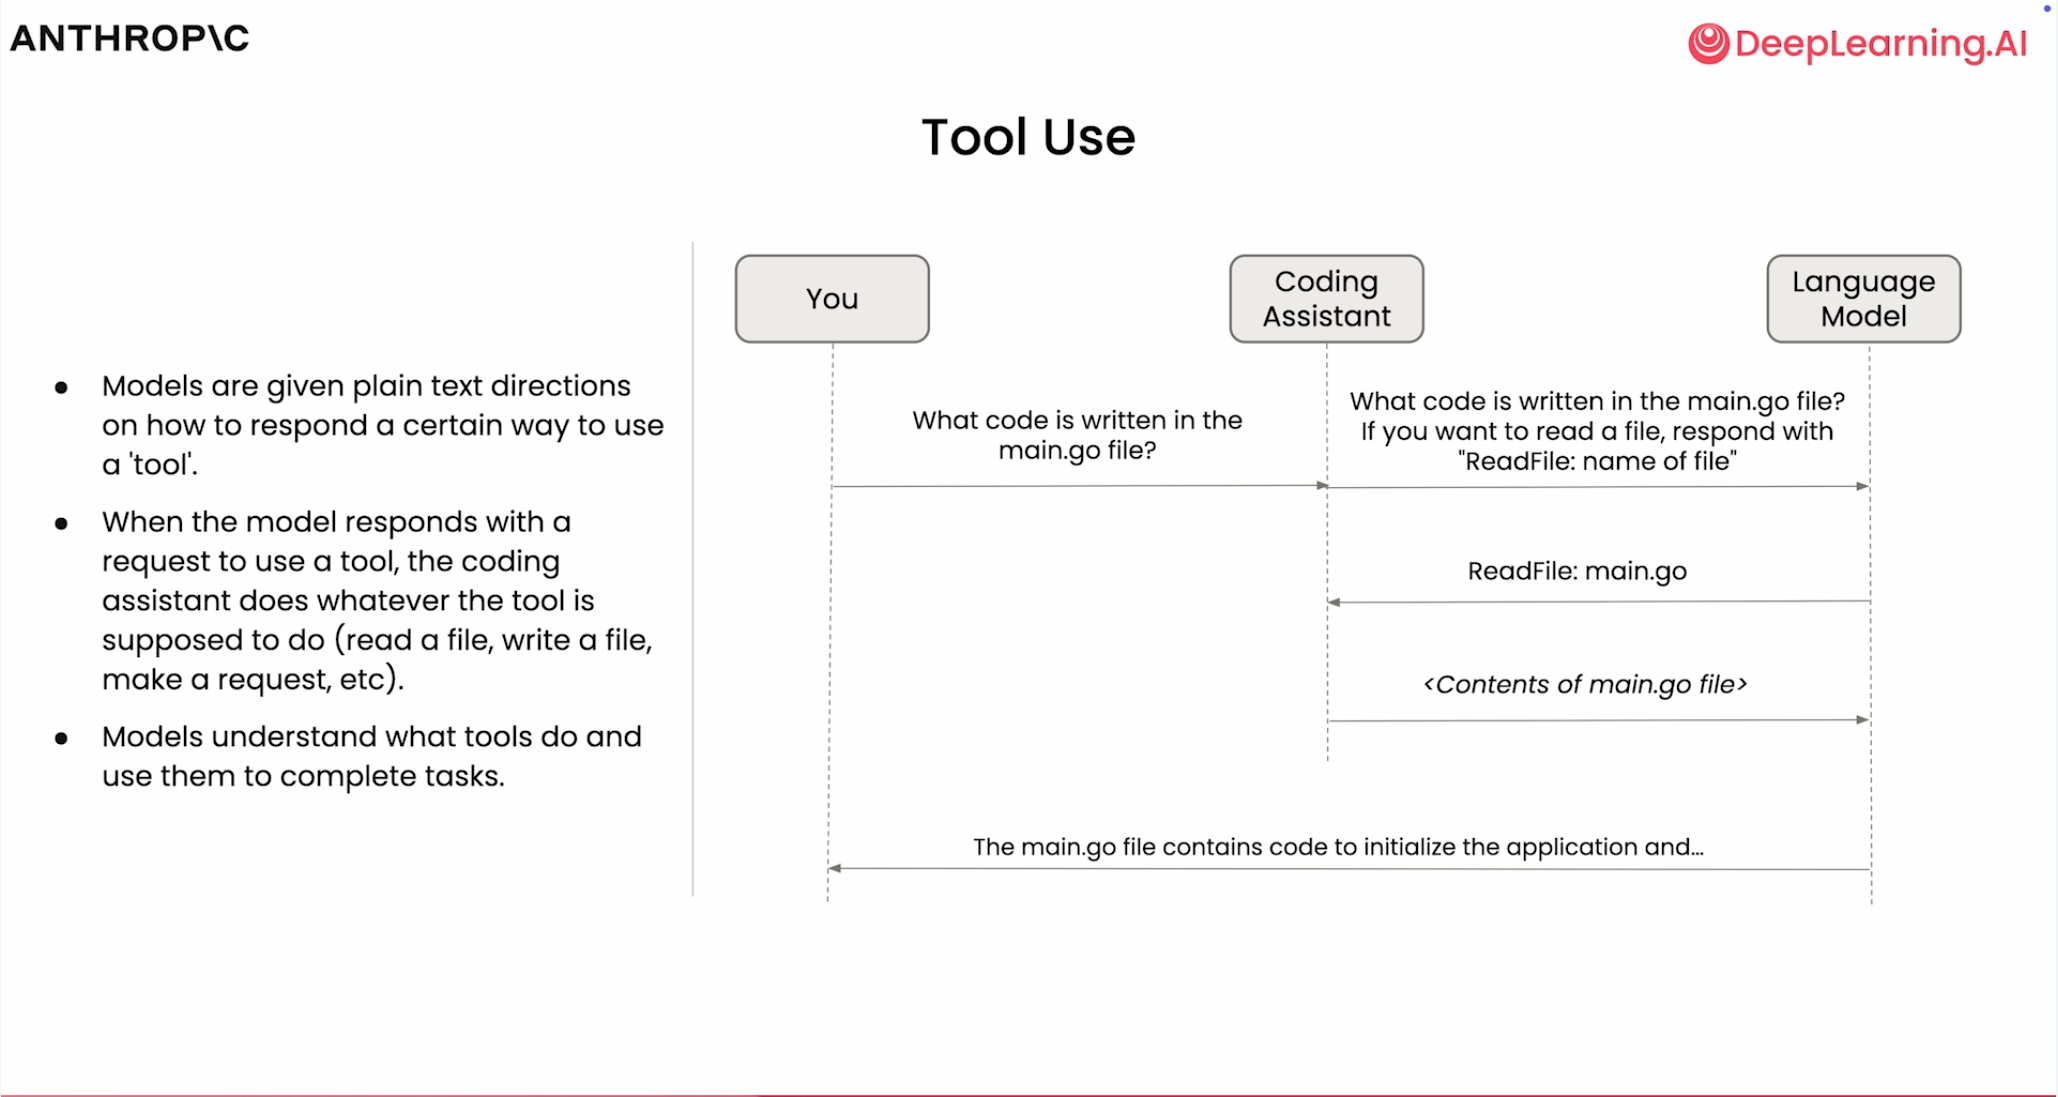 ANTHROP\C
DeepLearning.AI
Tool Use
● Models are given plain text directions
on how to respond a certain way to use
a 'tool'.
● When the model responds with a
request to use a tool, the coding
assistant does whatever the tool is
supposed to do (read a file, write a file,
make a request, etc).
● Models understand what tools do and
use them to complete tasks.
You
Coding
Assistant
Language
Model
What code is written in the
main.go file?
What code is written in the main.go file?
If you want to read a file, respond with
"ReadFile: name of file"
ReadFile: main.go
<Contents of main.go file>
The main.go file contains code to initialize the application and...